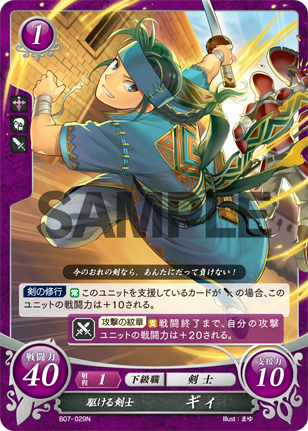 1
SAMPLE
今のおれの剣なら、あんたにだって負けない！
剣の修行 常 このユニットを支援しているカードが の場合、このユニットの戦闘力は＋10される。
攻撃の紋章 支 戦闘終了まで、自分の攻撃ユニットの戦闘力は＋20される。
戦闘力
40
射程 1 下級職 剣士
支援力
10
駆ける剣士 ギィ
B07-029N
Illust：まゆ